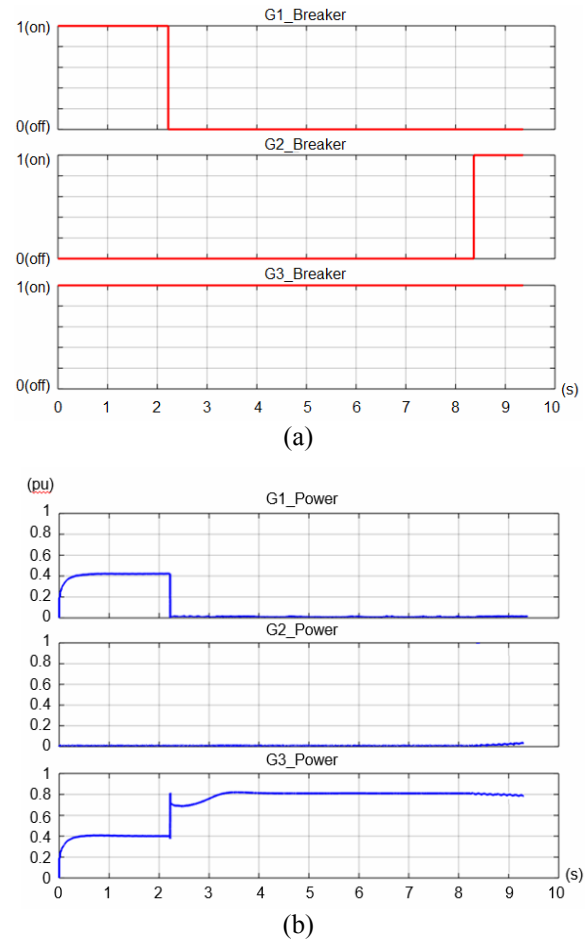 G1_Breaker
1(on)
0(off)
G2_Breaker
1(on)
0(off)
G3_Breaker
1(on)
0(off)
(s)
0 1 2 3 4 5 6 7 8 9 10
(a)
(pu)
G1_Power
1
0.8
0.6
0.4
0.2
0
G2_Power
1
0.8
0.6
0.4
0.2
0
G3_Power
1
0.8
0.6
0.4
0.2
0
(s)
0 1 2 3 4 5 6 7 8 9 10
(b)